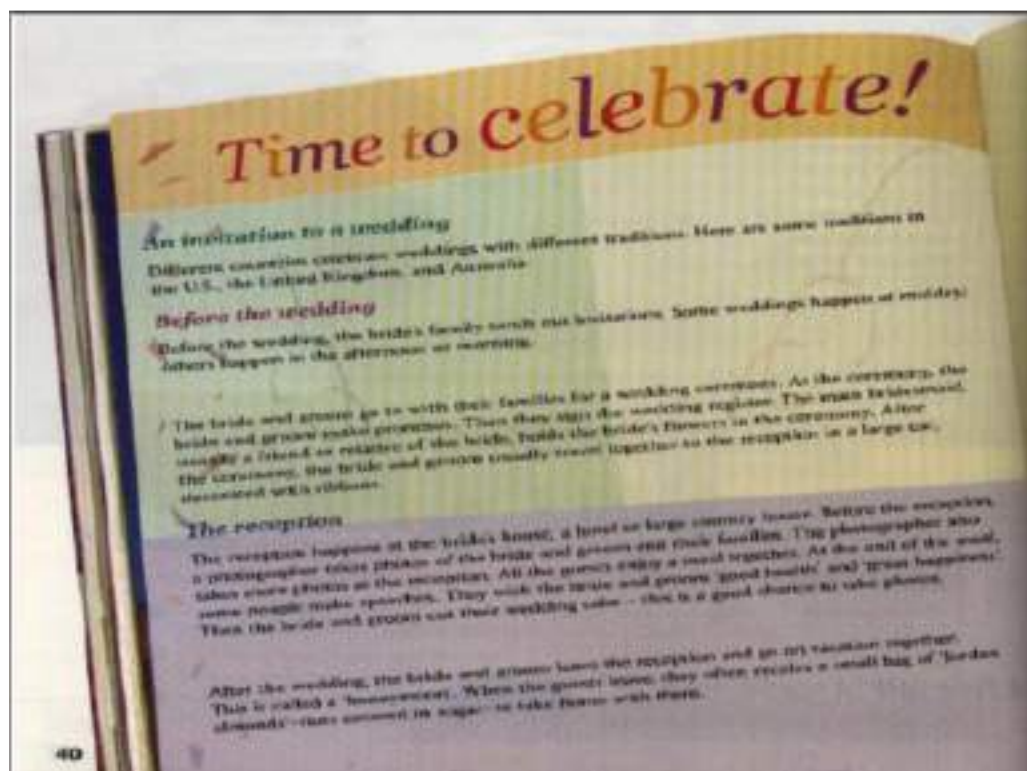 Time to celebrate!
An invitation to a wedding
Different countries celebrate weddings with different traditions. Here are some traditions in
the U.S., the United Kingdom, and Australia.
Before the wedding
Before the wedding, the bride's family sends out invitations. Some weddings happen at midday;
others happen in the afternoon or morning.
The bride and groom go to with their families for a wedding ceremony. At the ceremony, the
bride and groom make promises. Then they sign the wedding register. The main bridesmaid,
usually a friend or relative of the bride, holds the bride's flowers in the ceremony. After
the ceremony, the bride and groom usually travel together to the reception in a large car,
decorated with ribbons.
The reception
The reception happens at the bride's house, a hotel or large country house. Before the reception,
a photographer takes photos of the bride and groom and their families. The photographer also
takes more photos at the reception. All the guests enjoy a meal together. At the end of the meal,
some people make speeches. They wish the bride and groom 'good health' and 'great happiness'.
Then the bride and groom cut their wedding cake – this is a good chance to take photos.
After the wedding, the bride and groom leave the reception and go on vacation together.
This is called a 'honeymoon'. When the guests leave, they often receive a small bag of 'Jordan
almonds'–nuts covered in sugar–to take home with them.
40